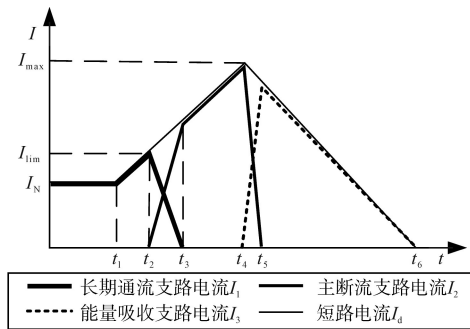 I
I_max
I_lim
I_N
t_1 t_2 t_3 t_4 t_5 t_6 t
长期通流支路电流I_1 主断流支路电流I_2
能量吸收支路电流I_3 短路电流I_d